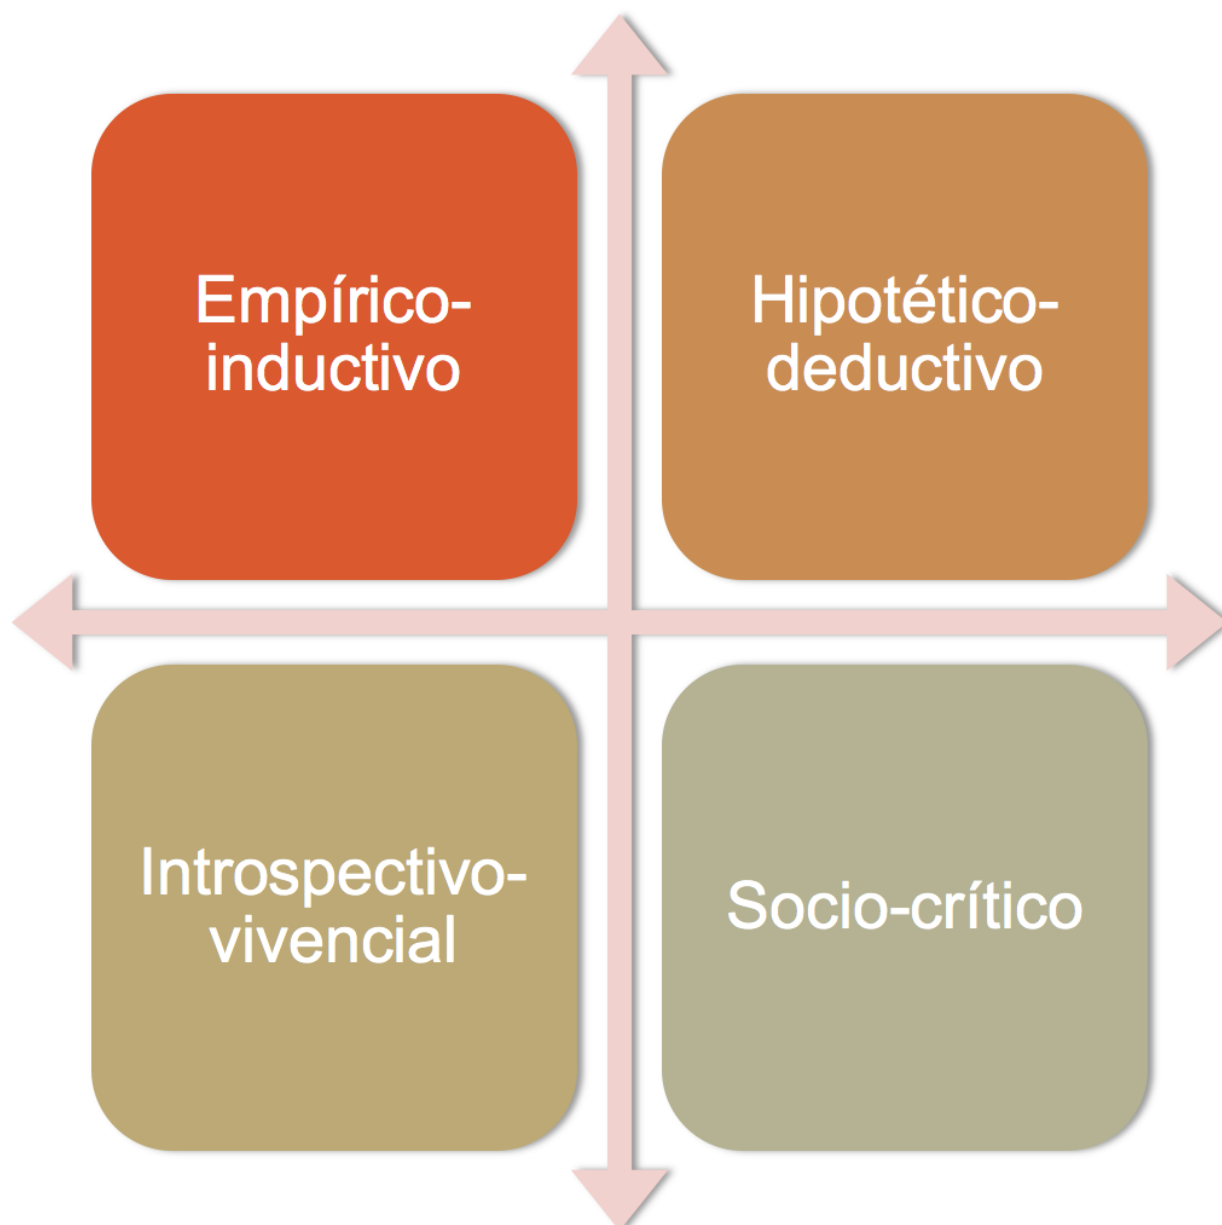 Empírico-
inductivo
Hipotético-
deductivo
Introspectivo-
vivencial
Socio-crítico